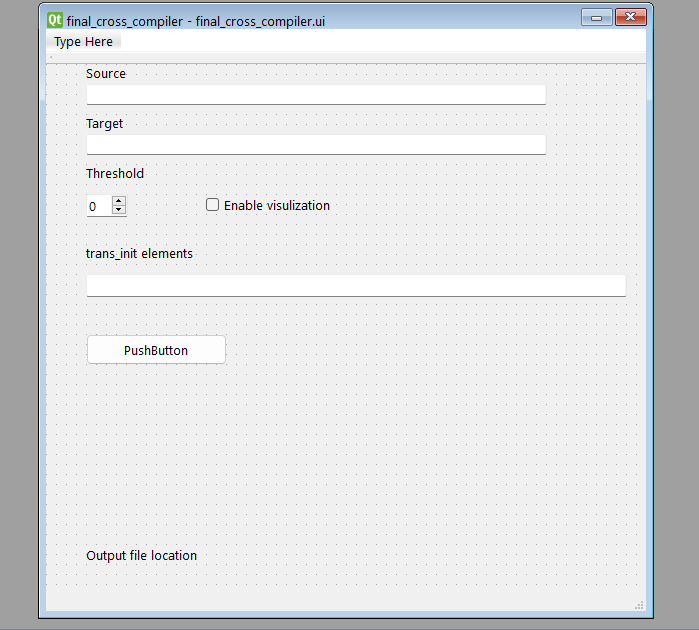 Qt final_cross_compiler - final_cross_compiler.ui
Type Here
Source
Target
Threshold
0 Enable visulization
trans_init elements
PushButton
Output file location